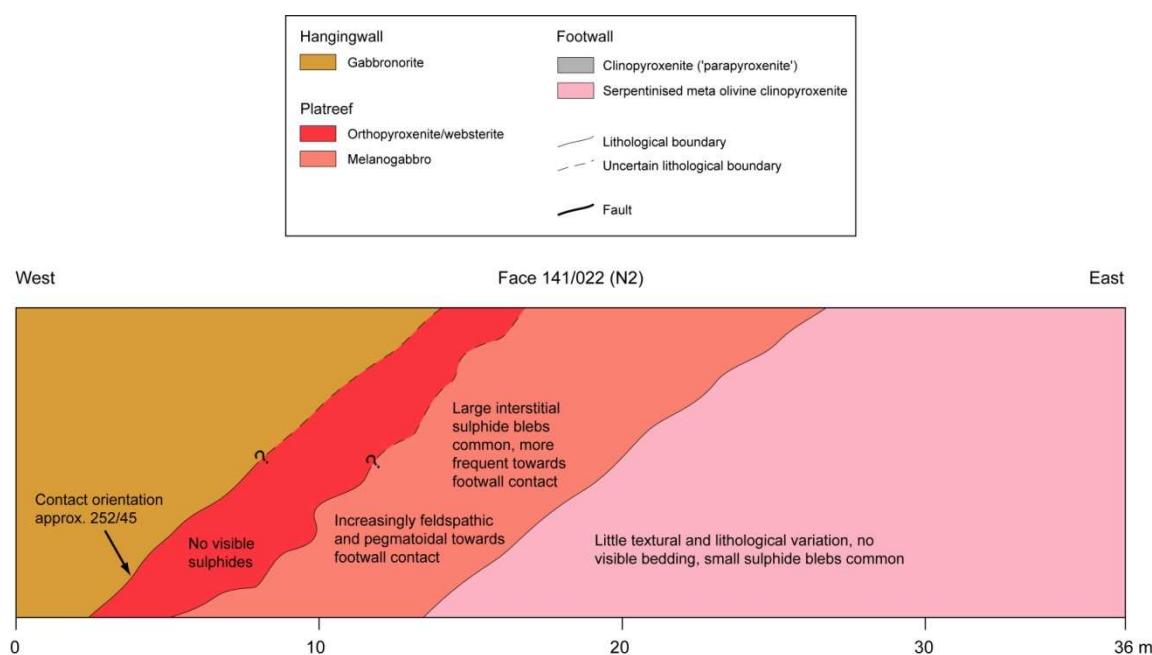 Hangingwall
Gabbronorite
Platreef
Orthopyroxenite/websterite
Melanogabbro
Footwall
Clinopyroxenite ('parapyroxenite')
Serpentinised meta olivine clinopyroxenite
Lithological boundary
Uncertain lithological boundary
Fault
West
Face 141/022 (N2)
East
?
?
Large interstitial
sulphide blebs
common, more
frequent towards
footwall contact
Contact orientation
approx. 252/45
No visible
sulphides
Increasingly feldspathic
and pegmatoidal towards
footwall contact
Little textural and lithological variation, no
visible bedding, small sulphide blebs common
0
10
20
30
36 m